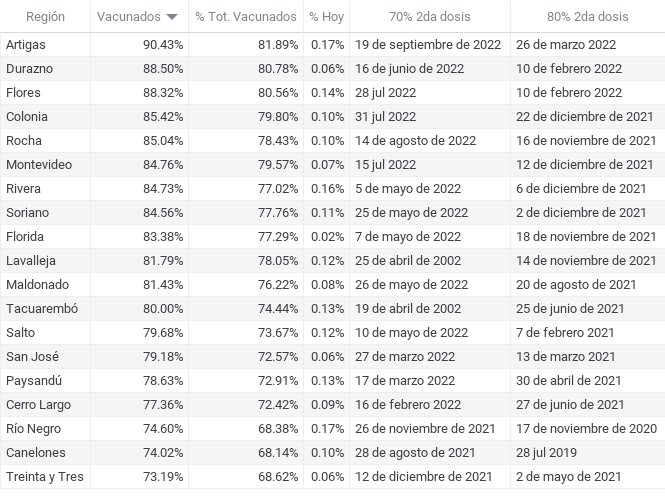 Región Vacunados % Tot. Vacunados % Hoy 70% 2da dosis 80% 2da dosis
Artigas 90.43% 81.89% 0.17% 19 de septiembre de 2022 26 de marzo 2022
Durazno 88.50% 80.78% 0.06% 16 de junio de 2022 10 de febrero 2022
Flores 88.32% 80.56% 0.14% 28 jul 2022 10 de febrero 2022
Colonia 85.42% 79.80% 0.10% 31 jul 2022 22 de diciembre de 2021
Rocha 85.04% 78.43% 0.10% 14 de agosto de 2022 16 de noviembre de 2021
Montevideo 84.76% 79.57% 0.07% 15 jul 2022 12 de diciembre de 2021
Rivera 84.73% 77.02% 0.16% 5 de mayo de 2022 6 de diciembre de 2021
Soriano 84.56% 77.76% 0.11% 25 de mayo de 2022 2 de diciembre de 2021
Florida 83.38% 77.29% 0.02% 7 de mayo de 2022 18 de noviembre de 2021
Lavalleja 81.79% 78.05% 0.12% 25 de abril de 2002 14 de noviembre de 2021
Maldonado 81.43% 76.22% 0.08% 26 de mayo de 2022 20 de agosto de 2021
Tacuarembó 80.00% 74.44% 0.13% 19 de abril de 2002 25 de junio de 2021
Salto 79.68% 73.67% 0.12% 10 de mayo de 2022 7 de febrero 2021
San José 79.18% 72.57% 0.06% 27 de marzo 2022 13 de marzo 2021
Paysandú 78.63% 72.91% 0.13% 17 de marzo 2022 30 de abril de 2021
Cerro Largo 77.36% 72.42% 0.09% 16 de febrero 2022 27 de junio de 2021
Río Negro 74.60% 68.38% 0.17% 26 de noviembre de 2021 17 de noviembre de 2020
Canelones 74.02% 68.14% 0.10% 28 de agosto de 2021 28 jul 2019
Treinta y Tres 73.19% 68.62% 0.06% 12 de diciembre de 2021 2 de mayo de 2021